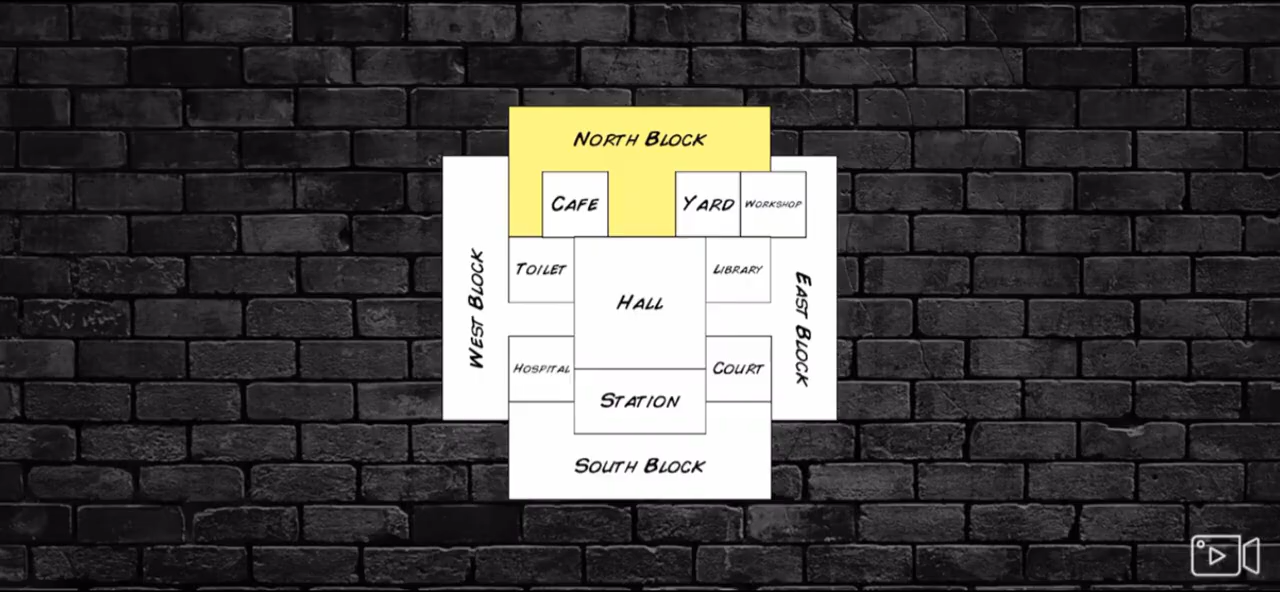 North Block
Cafe
Yard
Workshop
Toilet
Library
Hall
West Block
East Block
Hospital
Court
Station
South Block